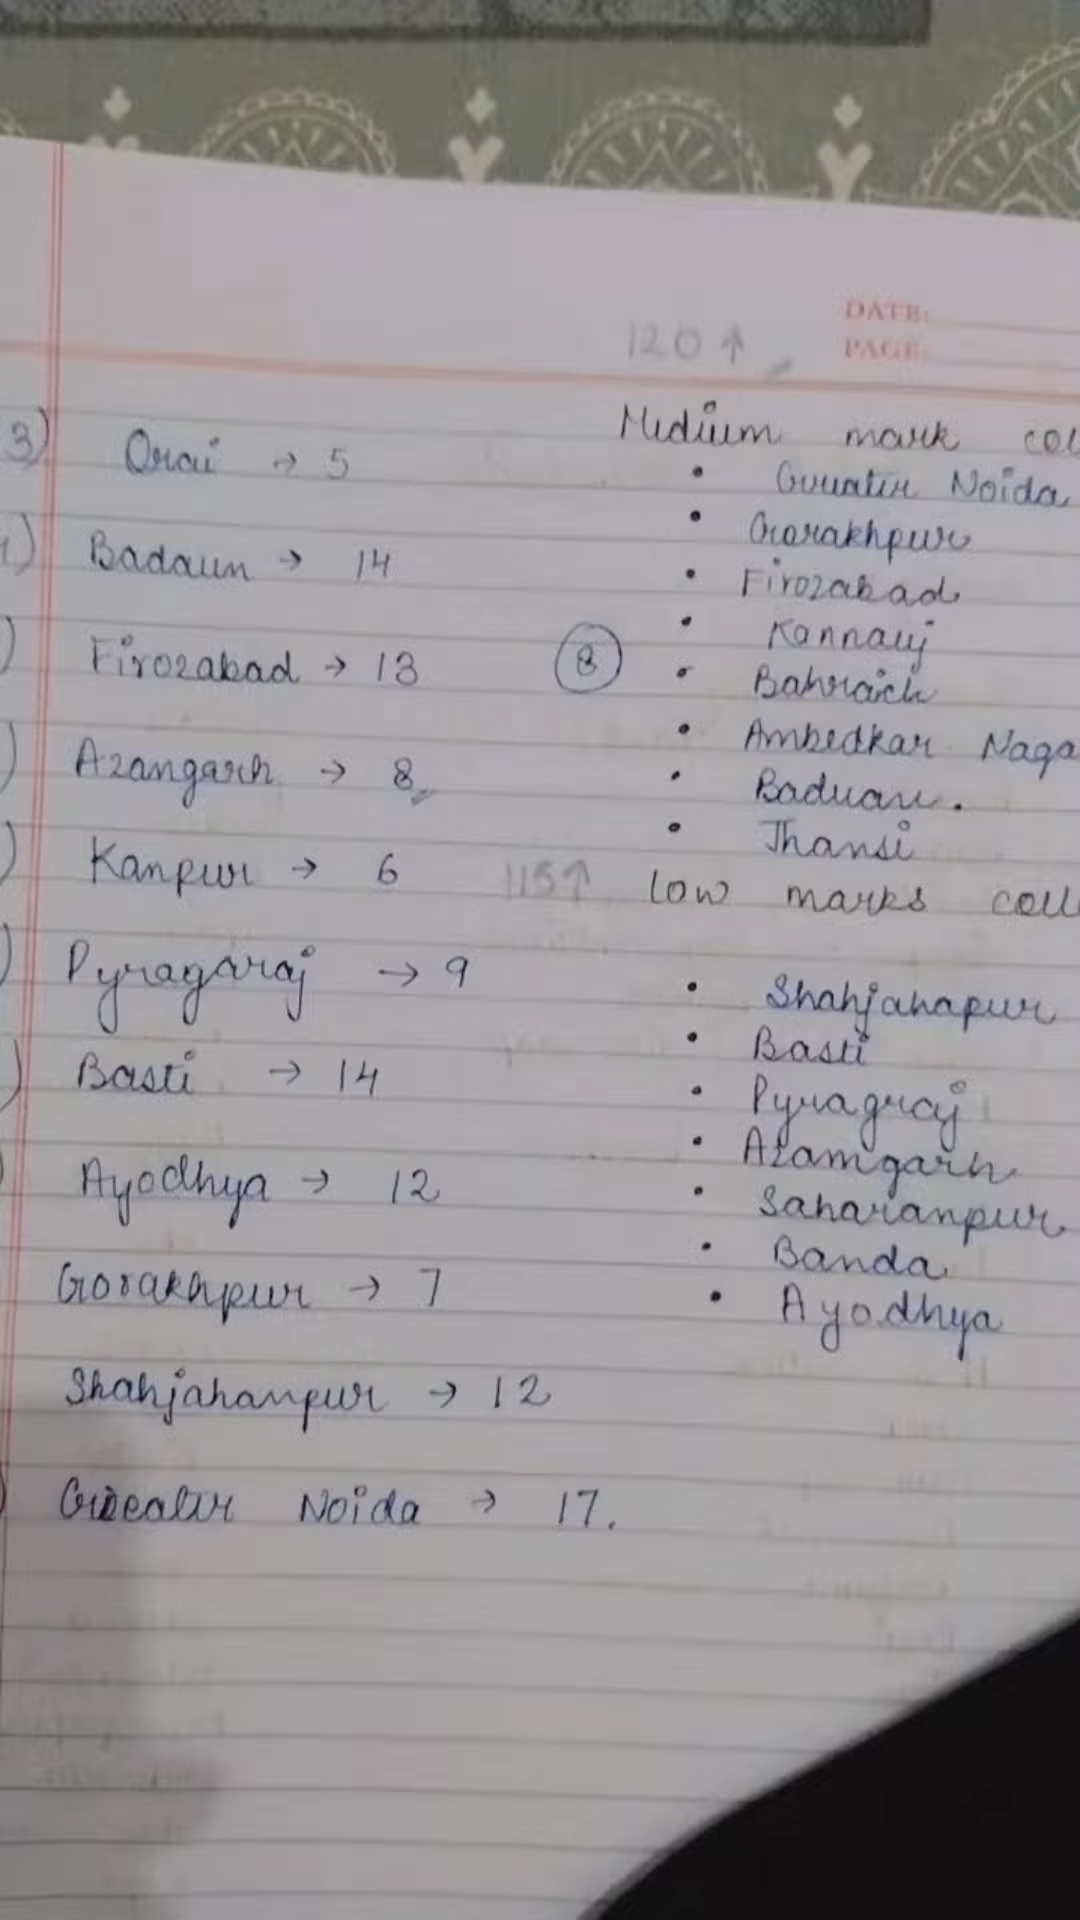 DATE:
120 ↑
PAGE:
3) Orai → 5
Badaun → 14
Firozabad → 13
Azangarh → 8
Kanpur → 6
Pyragaraj → 9
Basti → 14
Ayodhya → 12
Gorakhpur → 7
Shahjahanpur → 12
Greater Noida → 17.
Medium mark col
• Greater Noida
• Gorakhpur
• Firozabad
• Kannauj
8
• Bahraich
• Ambedkar Naga
• Baduan.
• Jhansi
115↑ Low marks coll
• Shahjahapur
• Basti
• Pyragraj
• Azamgarh
• Saharanpur
• Banda
• Ayodhya